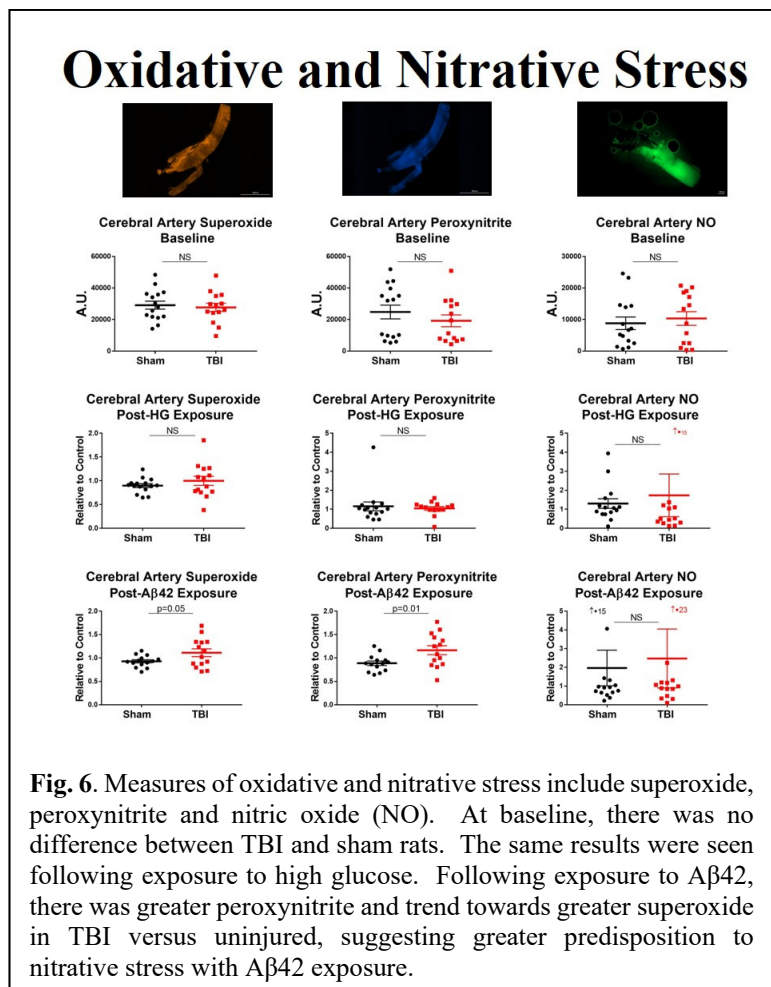 Oxidative and Nitrative Stress
Cerebral Artery Superoxide
Baseline
NS
60000
40000
20000
0
A.U.
Sham
TBI
Cerebral Artery Peroxynitrite
Baseline
NS
60000
40000
20000
0
A.U.
Sham
TBI
Cerebral Artery NO
Baseline
NS
30000
20000
10000
0
A.U.
Sham
TBI
Cerebral Artery Superoxide
Post-HG Exposure
NS
2.0
1.5
1.0
0.5
0.0
Relative to Control
Sham
TBI
Cerebral Artery Peroxynitrite
Post-HG Exposure
NS
5
4
3
2
1
0
Relative to Control
Sham
TBI
Cerebral Artery NO
Post-HG Exposure
NS
5
4
3
2
1
0
Relative to Control
Sham
TBI
Cerebral Artery Superoxide
Post-Aβ42 Exposure
p=0.05
2.0
1.5
1.0
0.5
0.0
Relative to Control
Sham
TBI
Cerebral Artery Peroxynitrite
Post-Aβ42 Exposure
p=0.01
2.0
1.5
1.0
0.5
0.0
Relative to Control
Sham
TBI
Cerebral Artery NO
Post-Aβ42 Exposure
↑•15
↑•23
NS
5
4
3
2
1
0
Relative to Control
Sham
TBI
Fig. 6. Measures of oxidative and nitrative stress include superoxide,
peroxynitrite and nitric oxide (NO). At baseline, there was no
difference between TBI and sham rats. The same results were seen
following exposure to high glucose. Following exposure to Aβ42,
there was greater peroxynitrite and trend towards greater superoxide
in TBI versus uninjured, suggesting greater predisposition to
nitrative stress with Aβ42 exposure.